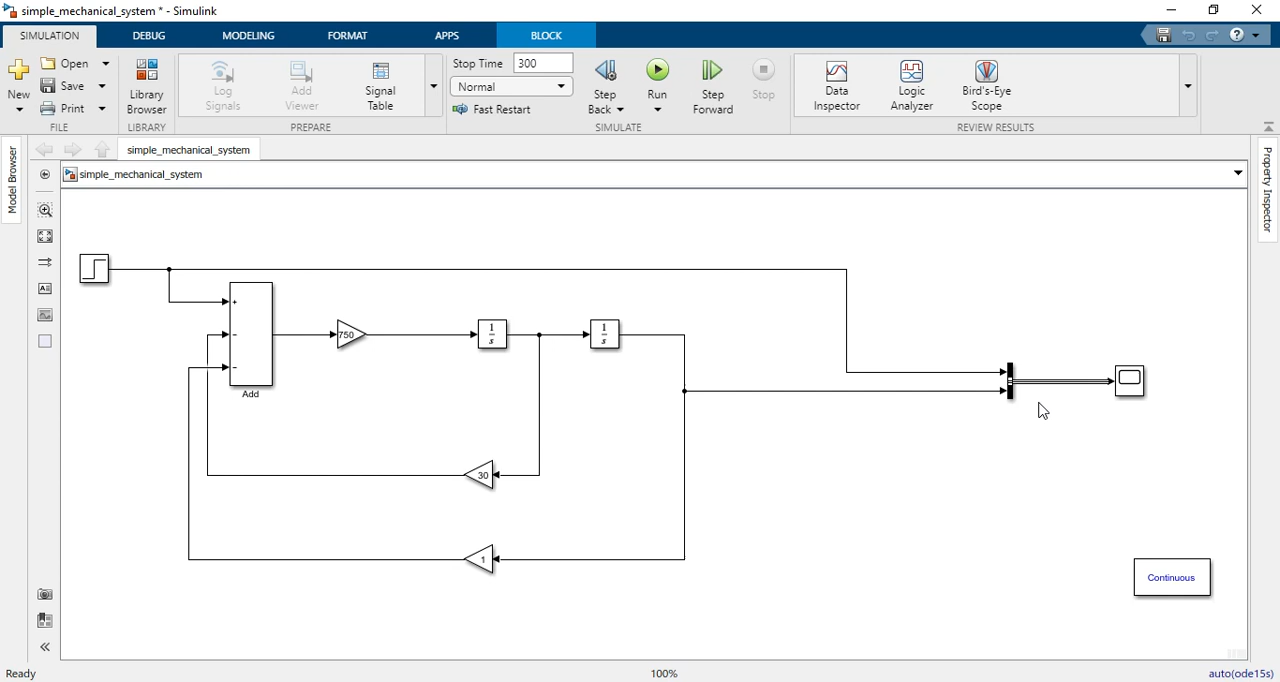 simple_mechanical_system * - Simulink
SIMULATION DEBUG MODELING FORMAT APPS BLOCK
New
Open
Save
Print
FILE
Library
Browser
LIBRARY
Log
Signals
Add
Viewer
Signal
Table
PREPARE
Stop Time 300
Normal
Fast Restart
Step
Back
Run
Step
Forward
Stop
SIMULATE
Data
Inspector
Logic
Analyzer
Bird's-Eye
Scope
REVIEW RESULTS
Model Browser
simple_mechanical_system
simple_mechanical_system
Property Inspector
+
-
-
Add
750
1
s
1
s
30
1
Continuous
Ready
100%
auto(ode15s)